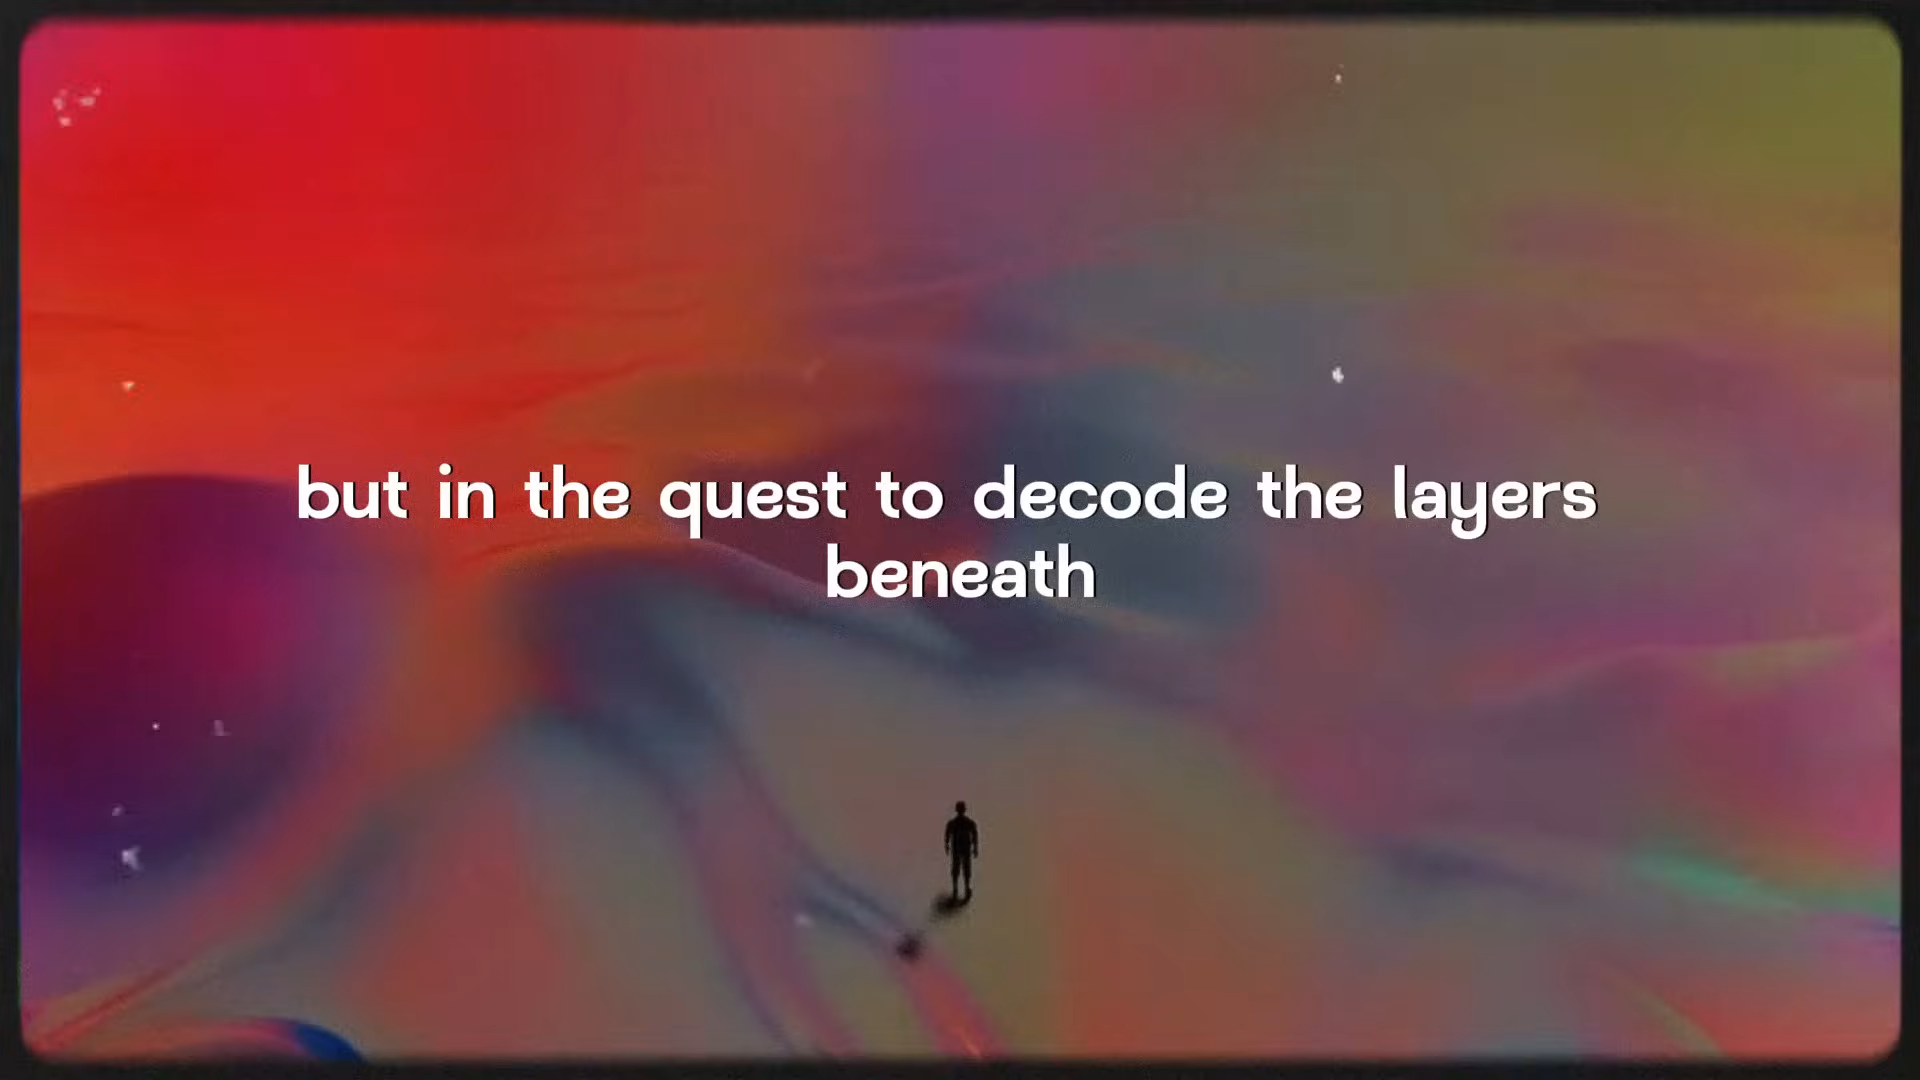 but in the quest to decode the layers
beneath